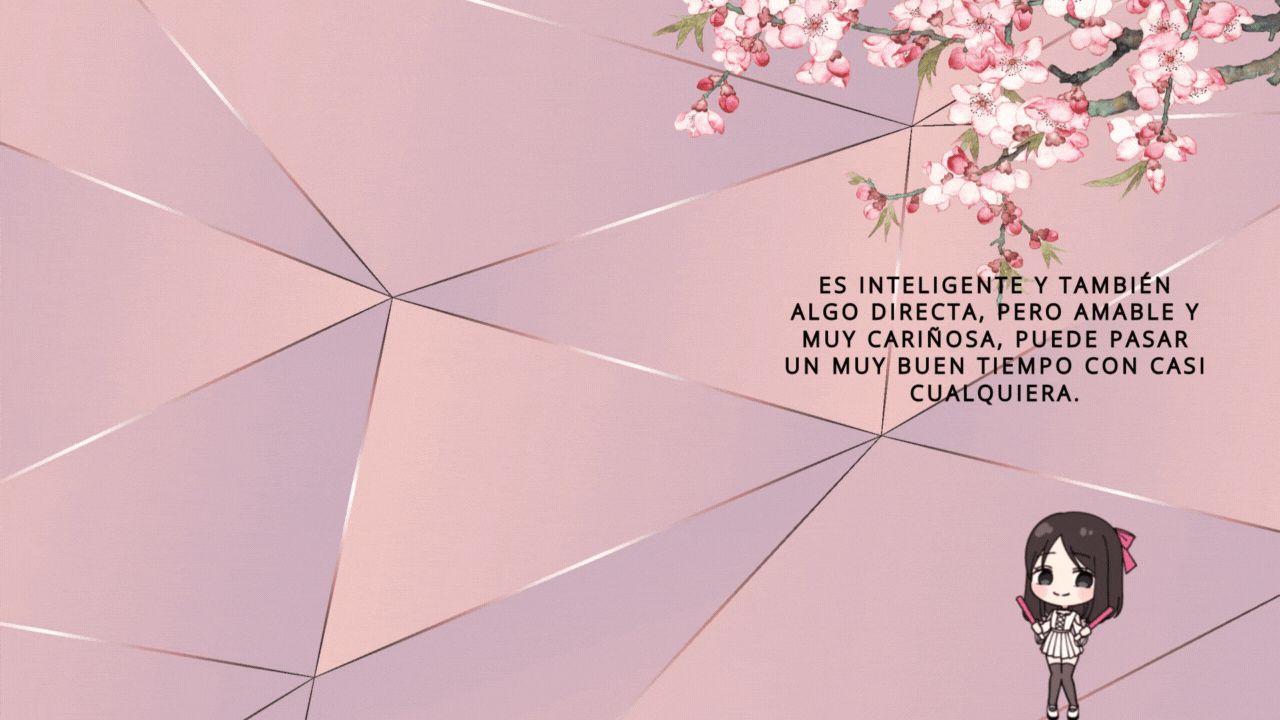 ES INTELIGENTE Y TAMBIÉN
ALGO DIRECTA, PERO AMABLE Y
MUY CARIÑOSA, PUEDE PASAR
UN MUY BUEN TIEMPO CON CASI
CUALQUIERA.